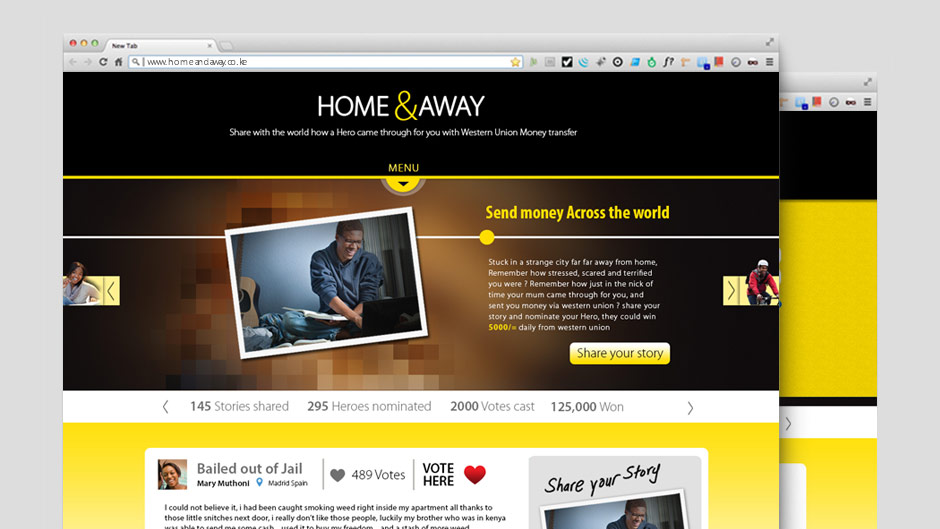 New Tab
www.homeandaway.co.ke
HOME & AWAY
Share with the world how a Hero came through for you with Western Union Money transfer
MENU
Send money Across the world
Stuck in a strange city far far away from home,
Remember how stressed, scared and terrified
you were ? Remember how just in the nick of
time your mum came through for you, and
sent you money via western union ? share your
story and nominate your Hero, they could win
5000/= daily from western union
Share your story
145 Stories shared 295 Heroes nominated 2000 Votes cast 125,000 Won
Bailed out of Jail
Mary Muthoni Madrid Spain
489 Votes
VOTE
HERE
Share your Story
I could not believe it, i had been caught smoking weed right inside my apartment all thanks to
those little snitches next door, i really don't like those people, luckily my brother who was in kenya
was able to send me some cash